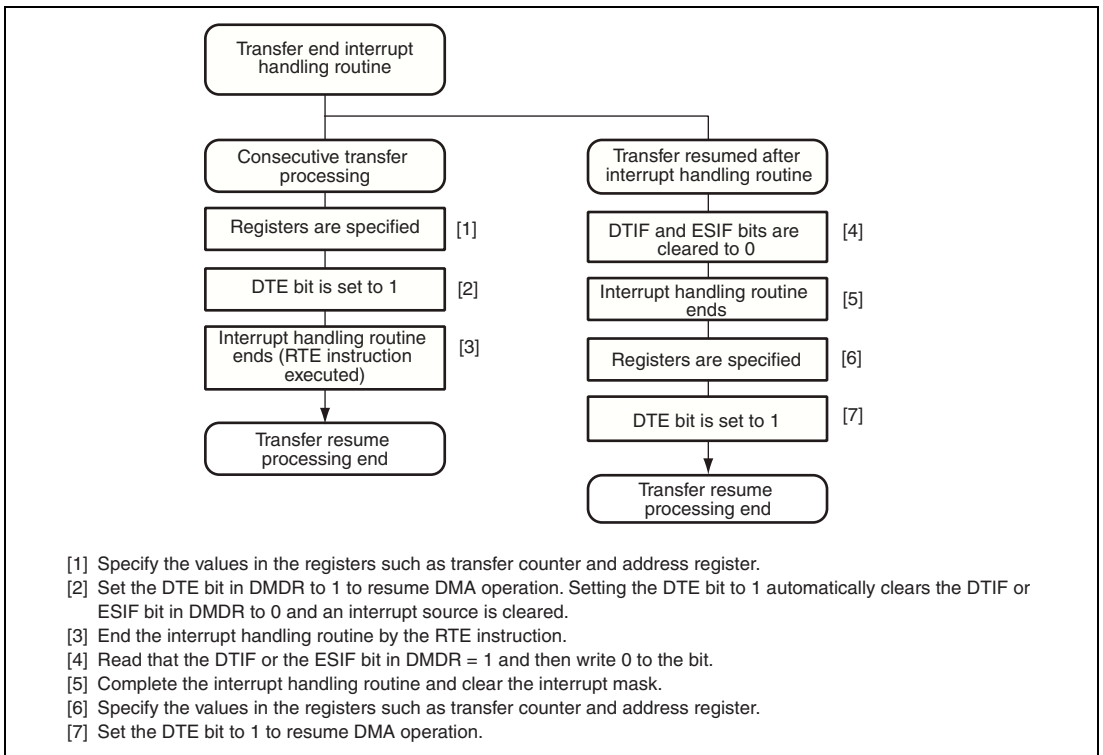 Transfer end interrupt
handling routine
Consecutive transfer
processing
Registers are specified [1]
DTE bit is set to 1 [2]
Interrupt handling routine
ends (RTE instruction
executed) [3]
Transfer resume
processing end
Transfer resumed after
interrupt handling routine
DTIF and ESIF bits are
cleared to 0 [4]
Interrupt handling routine
ends [5]
Registers are specified [6]
DTE bit is set to 1 [7]
Transfer resume
processing end
[1] Specify the values in the registers such as transfer counter and address register.
[2] Set the DTE bit in DMDR to 1 to resume DMA operation. Setting the DTE bit to 1 automatically clears the DTIF or
ESIF bit in DMDR to 0 and an interrupt source is cleared.
[3] End the interrupt handling routine by the RTE instruction.
[4] Read that the DTIF or the ESIF bit in DMDR = 1 and then write 0 to the bit.
[5] Complete the interrupt handling routine and clear the interrupt mask.
[6] Specify the values in the registers such as transfer counter and address register.
[7] Set the DTE bit to 1 to resume DMA operation.